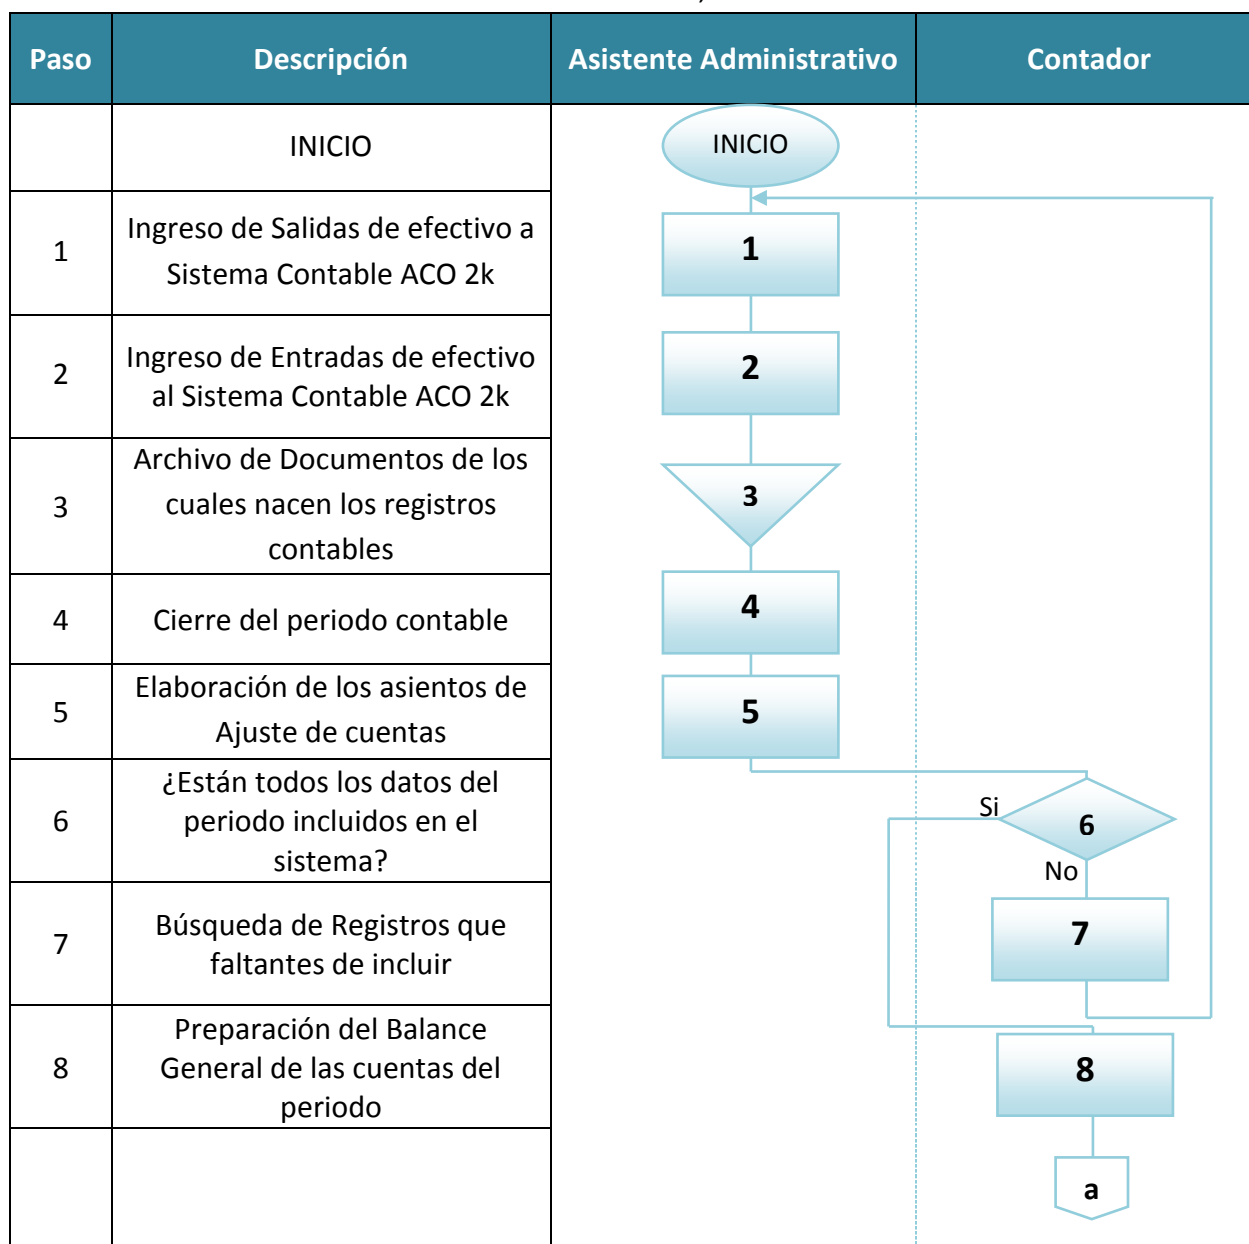 Paso Descripción Asistente Administrativo Contador
INICIO INICIO
1 Ingreso de Salidas de efectivo a
Sistema Contable ACO 2k
1
2 Ingreso de Entradas de efectivo
al Sistema Contable ACO 2k
2
3 Archivo de Documentos de los
cuales nacen los registros
contables
3
4 Cierre del periodo contable
4
5 Elaboración de los asientos de
Ajuste de cuentas
5
6 ¿Están todos los datos del
periodo incluidos en el
sistema?
Si
6
No
7 Búsqueda de Registros que
faltantes de incluir
7
8 Preparación del Balance
General de las cuentas del
periodo
8
a